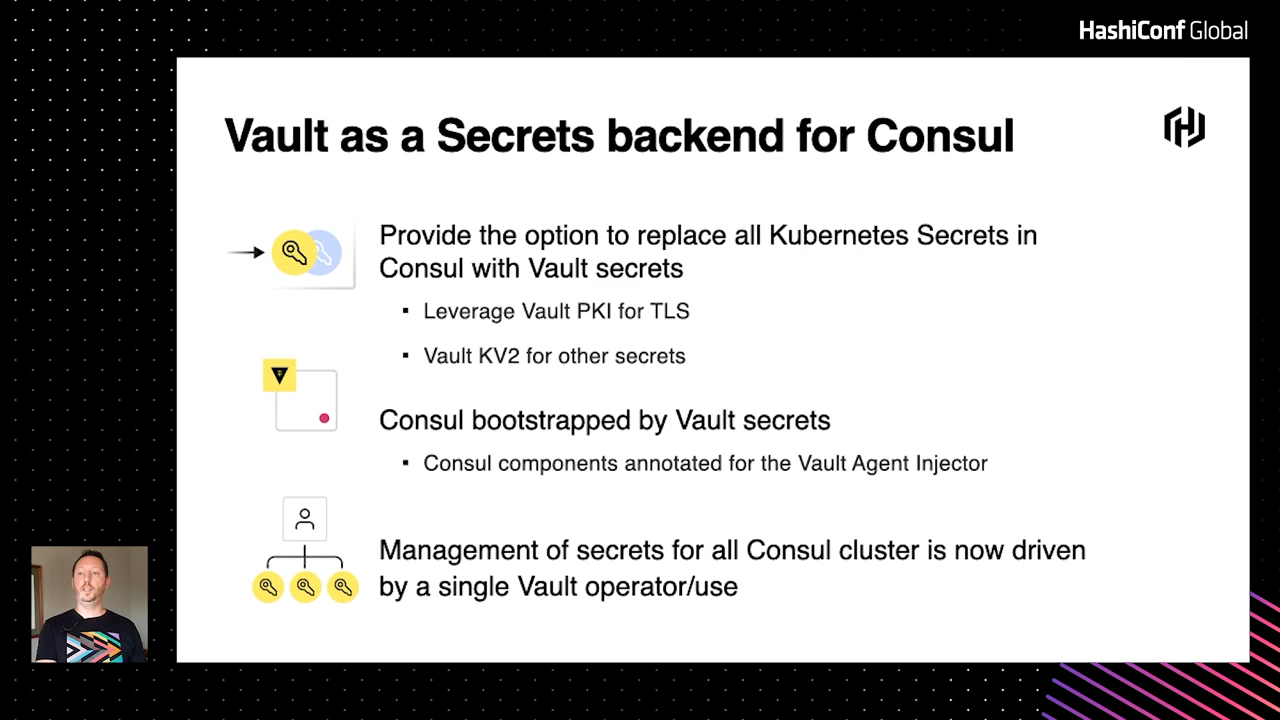 HashiConf Global
Vault as a Secrets backend for Consul
Provide the option to replace all Kubernetes Secrets in
Consul with Vault secrets
▪ Leverage Vault PKI for TLS
▪ Vault KV2 for other secrets
Consul bootstrapped by Vault secrets
▪ Consul components annotated for the Vault Agent Injector
Management of secrets for all Consul cluster is now driven
by a single Vault operator/use